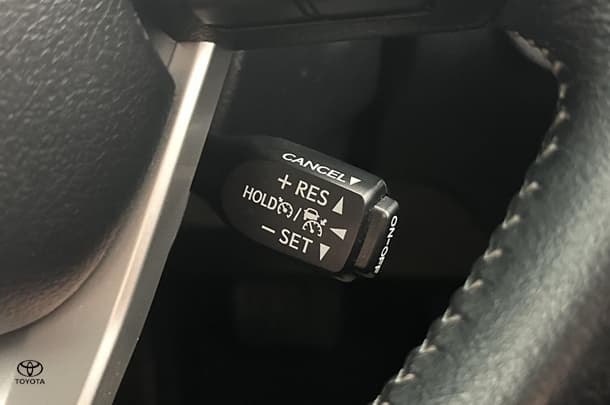 CANCEL▼
+ RES ▲
HOLD /
− SET ▼
ON-OFF
TOYOTA